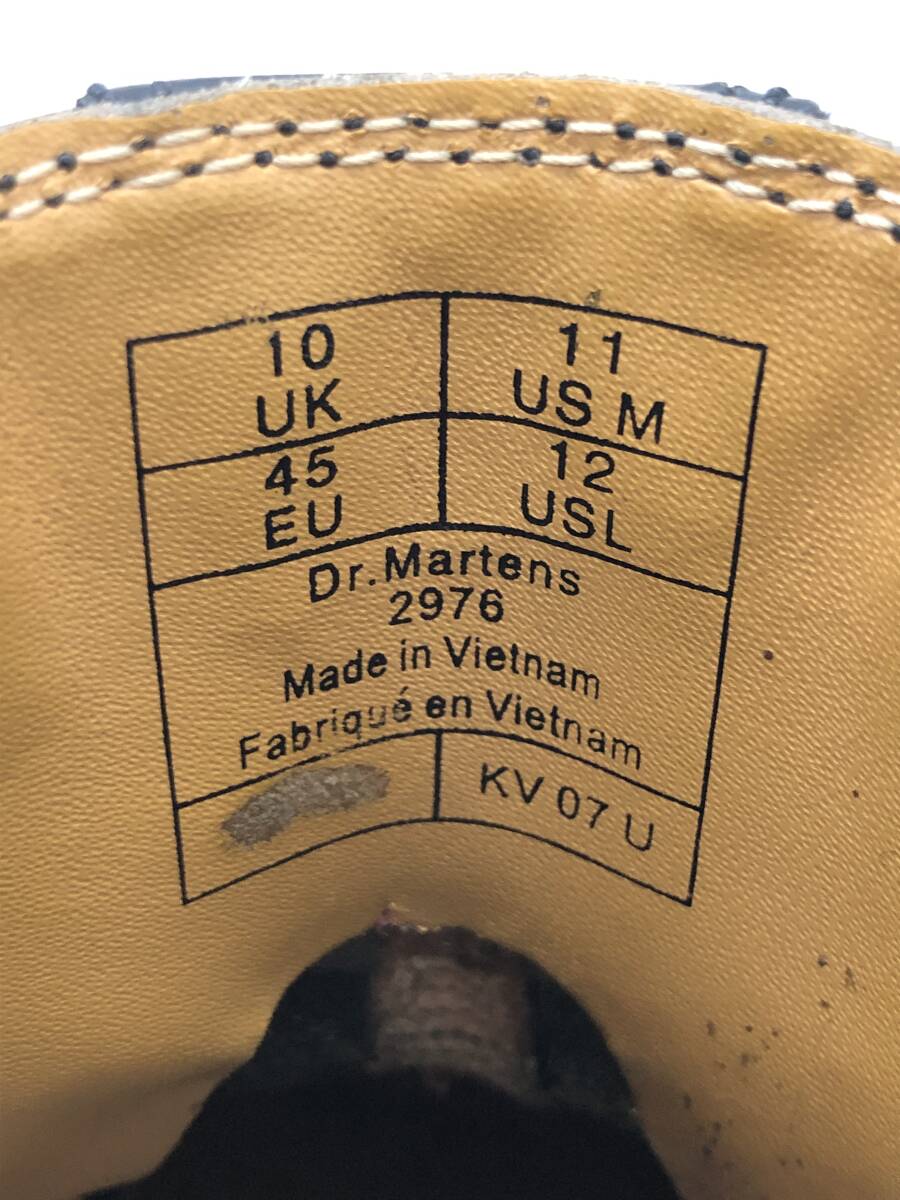 10
UK
11
US M
45
EU
12
USL
Dr.Martens
2976
Made in Vietnam
Fabriqué en Vietnam
KV 07 U